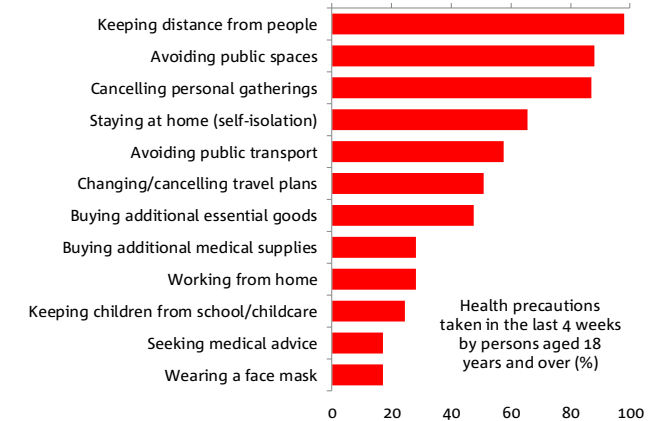 Keeping distance from people
Avoiding public spaces
Cancelling personal gatherings
Staying at home (self-isolation)
Avoiding public transport
Changing/cancelling travel plans
Buying additional essential goods
Buying additional medical supplies
Working from home
Keeping children from school/childcare
Seeking medical advice
Wearing a face mask
Health precautions
taken in the last 4 weeks
by persons aged 18
years and over (%)
0 20 40 60 80 100